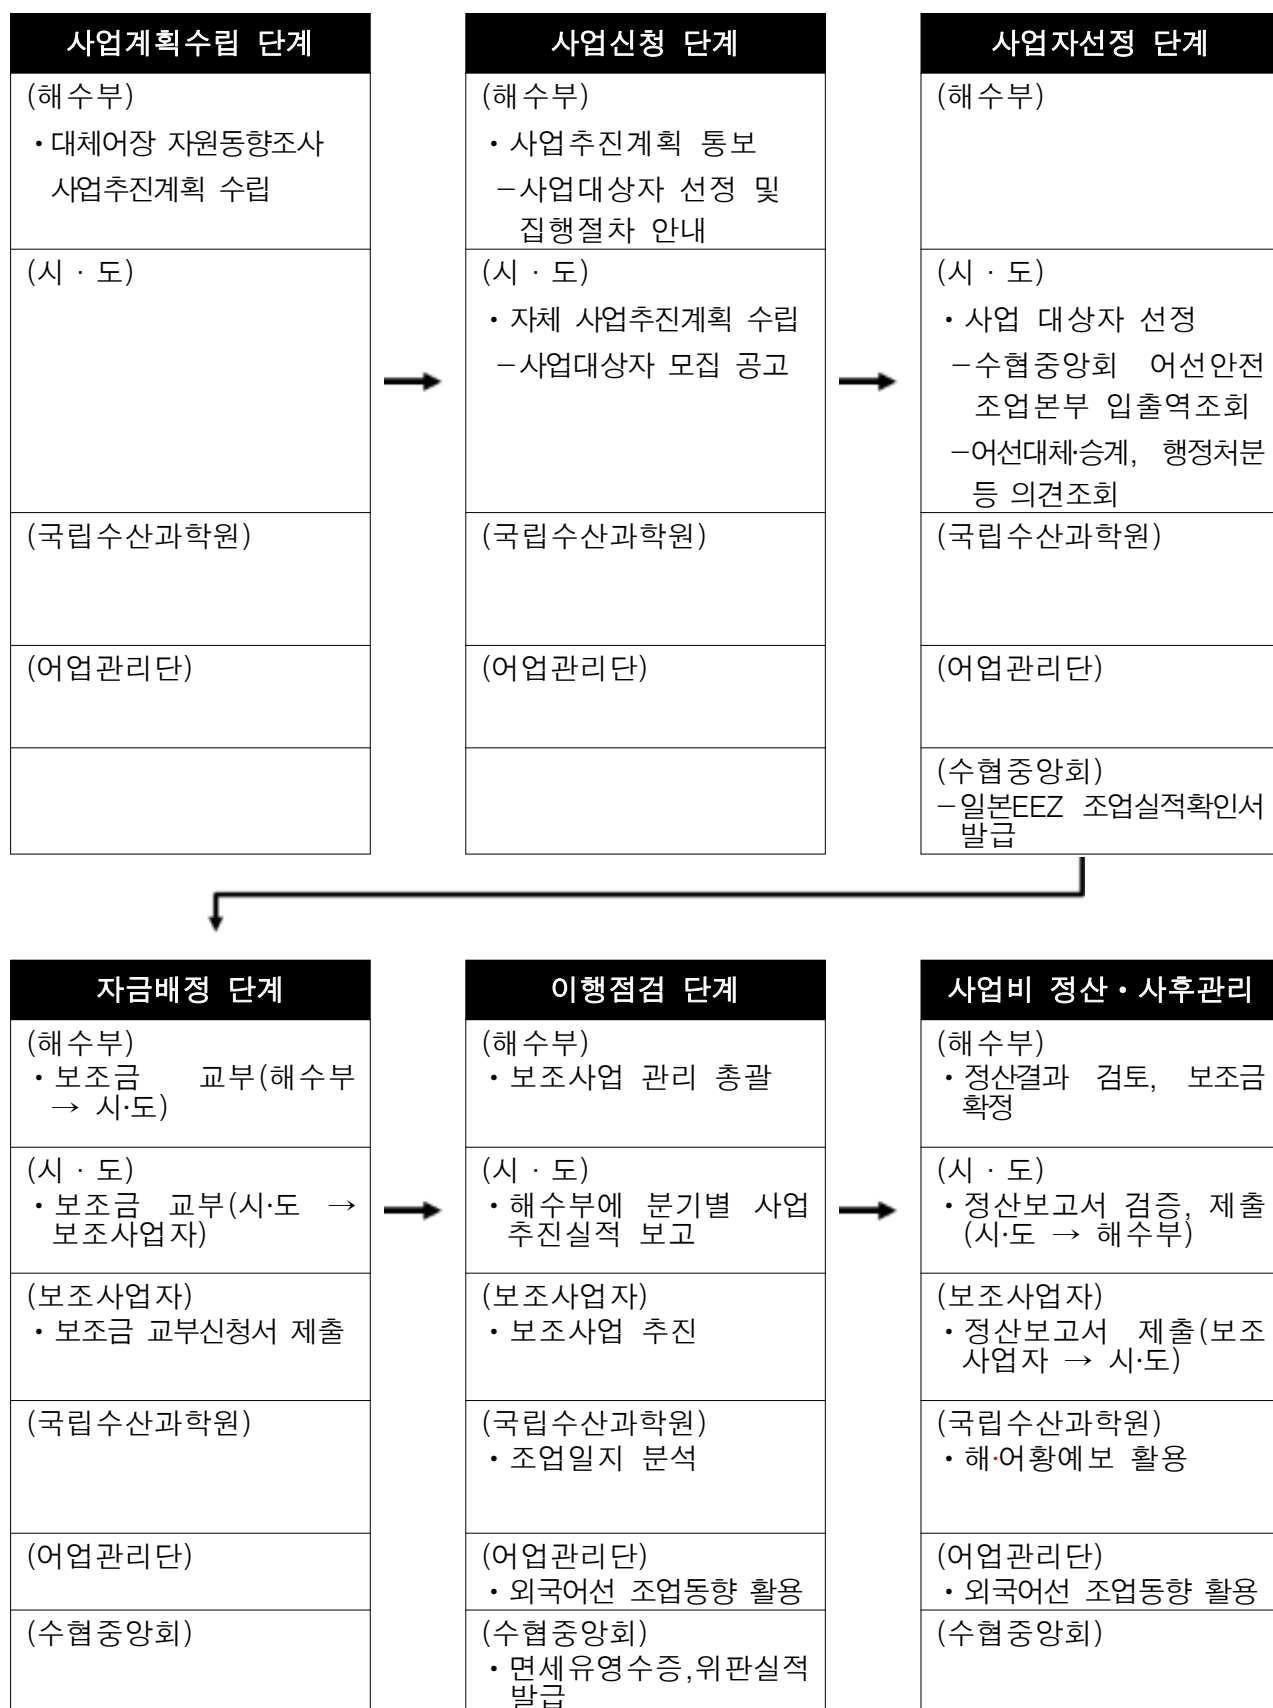 사업계획수립 단계
(해수부)
・대체어장 자원동향조사
사업추진계획 수립
(시 · 도)
(국립수산과학원)
(어업관리단)
사업신청 단계
(해수부)
・사업추진계획 통보
－사업대상자 선정 및
집행절차 안내
(시 · 도)
・자체 사업추진계획 수립
－사업대상자 모집 공고
(국립수산과학원)
(어업관리단)
사업자선정 단계
(해수부)
(시 · 도)
・사업 대상자 선정
－수협중앙회 어선안전
조업본부 입출역조회
－어선대체·승계, 행정처분
등 의견조회
(국립수산과학원)
(어업관리단)
(수협중앙회)
－일본EEZ 조업실적확인서
발급
자금배정 단계
(해수부)
・보조금 교부(해수부
→ 시·도)
(시 · 도)
・보조금 교부(시·도 →
보조사업자)
(보조사업자)
・보조금 교부신청서 제출
(국립수산과학원)
(어업관리단)
(수협중앙회)
이행점검 단계
(해수부)
・보조사업 관리 총괄
(시 · 도)
・해수부에 분기별 사업
추진실적 보고
(보조사업자)
・보조사업 추진
(국립수산과학원)
・조업일지 분석
(어업관리단)
・외국어선 조업동향 활용
(수협중앙회)
・면세유영수증,위판실적
발급
사업비 정산・사후관리
(해수부)
・정산결과 검토, 보조금
확정
(시 · 도)
・정산보고서 검증, 제출
(시·도 → 해수부)
(보조사업자)
・정산보고서 제출(보조
사업자 → 시·도)
(국립수산과학원)
・해·어황예보 활용
(어업관리단)
・외국어선 조업동향 활용
(수협중앙회)